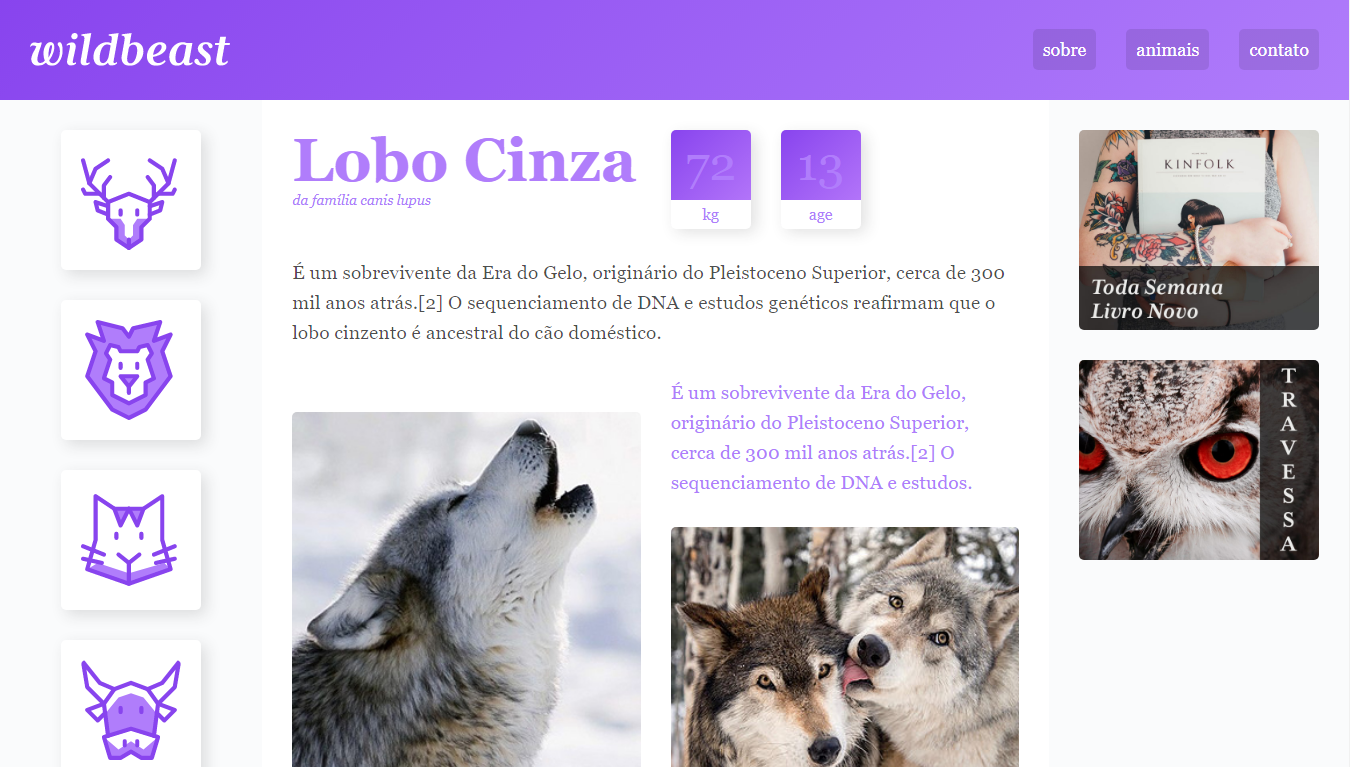 wildbeast
sobre
animais
contato
Lobo Cinza
da família canis lupus
72
kg
13
age
É um sobrevivente da Era do Gelo, originário do Pleistoceno Superior, cerca de 300
mil anos atrás.[2] O sequenciamento de DNA e estudos genéticos reafirmam que o
lobo cinzento é ancestral do cão doméstico.
É um sobrevivente da Era do Gelo,
originário do Pleistoceno Superior,
cerca de 300 mil anos atrás.[2] O
sequenciamento de DNA e estudos.
KINFOLK
Toda Semana
Livro Novo
TRAVESSA